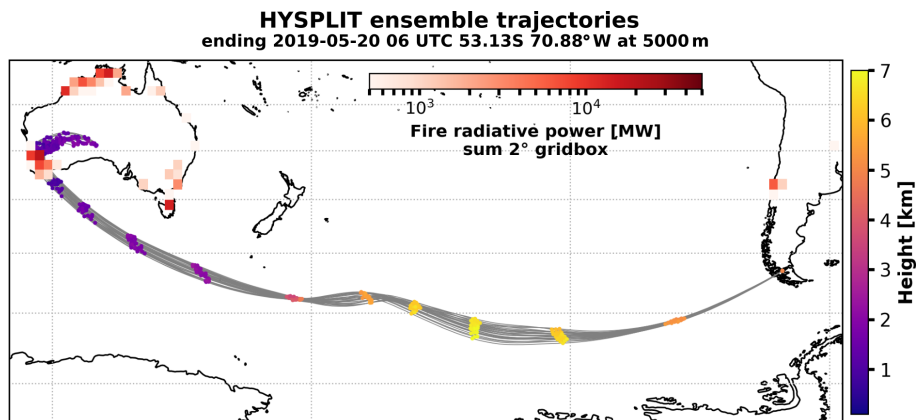 HYSPLIT ensemble trajectories
ending 2019-05-20 06 UTC 53.13S 70.88°W at 5000 m
10³ 10⁴
Fire radiative power [MW]
sum 2° gridbox
7
6
5
4
3
2
1
Height [km]